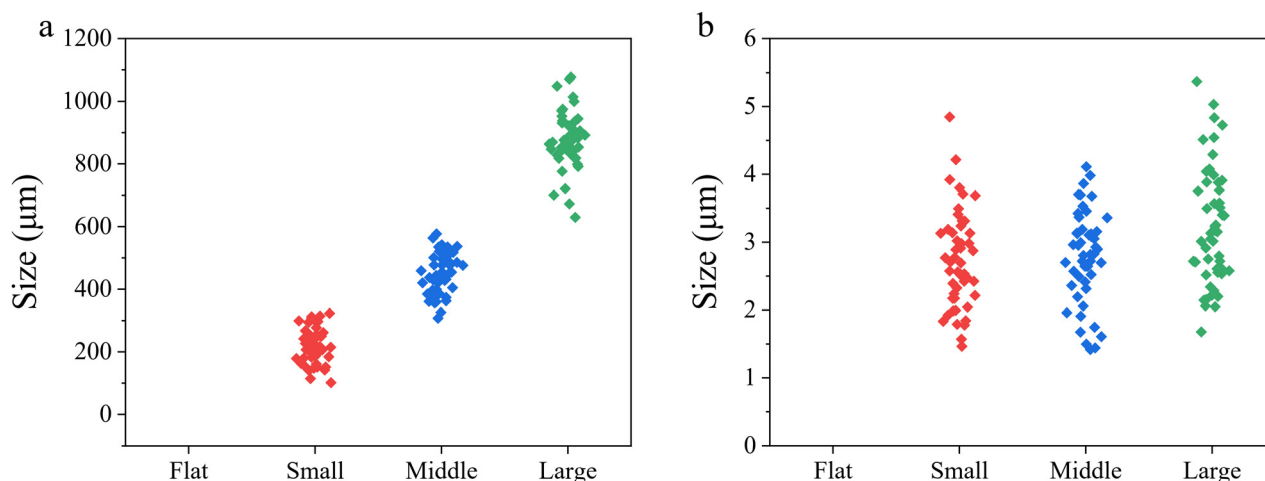 a
Size (μm)
1200
1000
800
600
400
200
0
Flat Small Middle Large
b
Size (μm)
6
5
4
3
2
1
0
Flat Small Middle Large